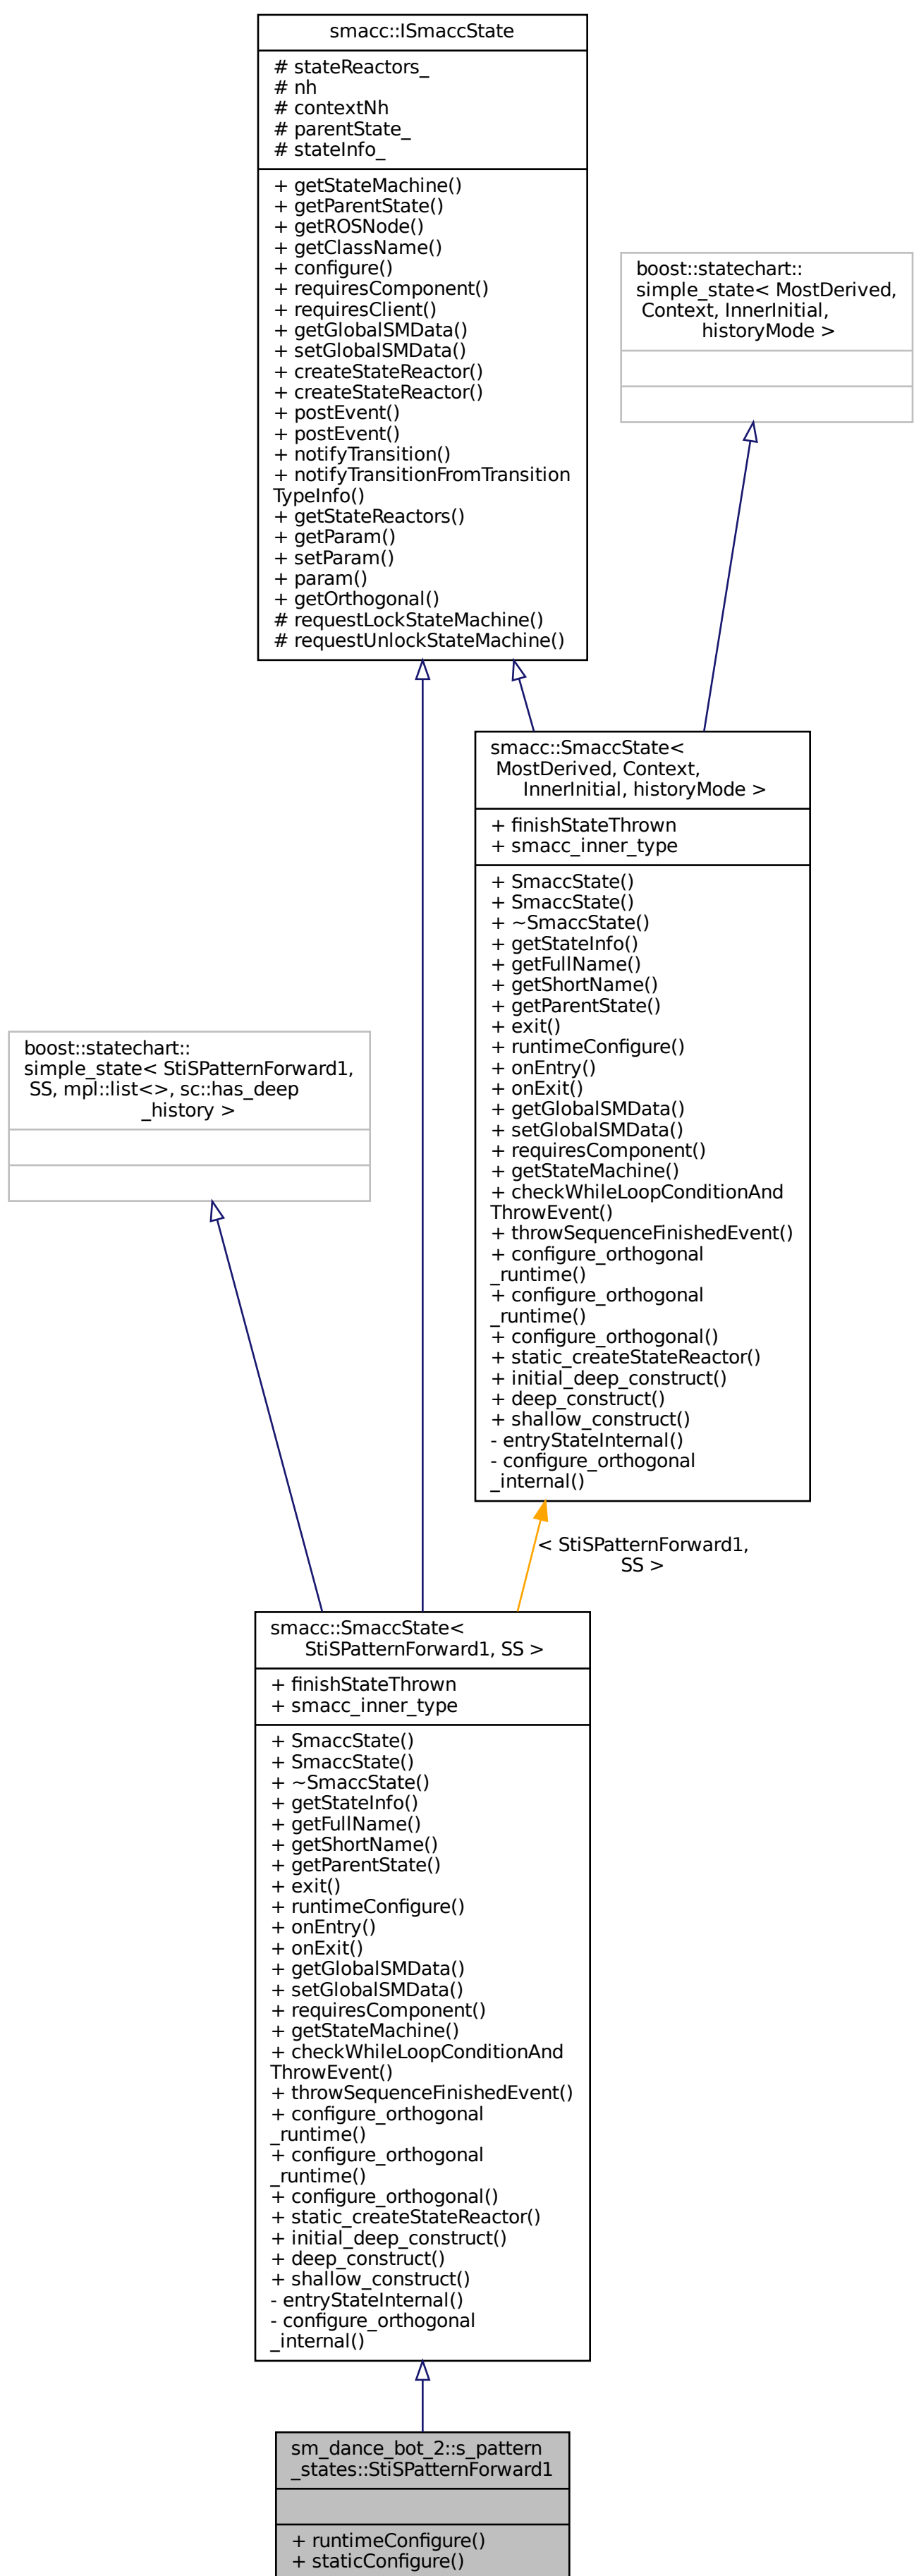 smacc::ISmaccState
# stateReactors_
# nh
# contextNh
# parentState_
# stateInfo_
+ getStateMachine()
+ getParentState()
+ getROSNode()
+ getClassName()
+ configure()
+ requiresComponent()
+ requiresClient()
+ getGlobalSMData()
+ setGlobalSMData()
+ createStateReactor()
+ createStateReactor()
+ postEvent()
+ postEvent()
+ notifyTransition()
+ notifyTransitionFromTransition
TypeInfo()
+ getStateReactors()
+ getParam()
+ setParam()
+ param()
+ getOrthogonal()
# requestLockStateMachine()
# requestUnlockStateMachine()
boost::statechart::
simple_state< MostDerived,
Context, InnerInitial,
historyMode >
smacc::SmaccState<
MostDerived, Context,
InnerInitial, historyMode >
+ finishStateThrown
+ smacc_inner_type
+ SmaccState()
+ SmaccState()
+ ~SmaccState()
+ getStateInfo()
+ getFullName()
+ getShortName()
+ getParentState()
+ exit()
+ runtimeConfigure()
+ onEntry()
+ onExit()
+ getGlobalSMData()
+ setGlobalSMData()
+ requiresComponent()
+ getStateMachine()
+ checkWhileLoopConditionAnd
ThrowEvent()
+ throwSequenceFinishedEvent()
+ configure_orthogonal
_runtime()
+ configure_orthogonal
_runtime()
+ configure_orthogonal()
+ static_createStateReactor()
+ initial_deep_construct()
+ deep_construct()
+ shallow_construct()
- entryStateInternal()
- configure_orthogonal
_internal()
boost::statechart::
simple_state< StiSPatternForward1,
SS, mpl::list<>, sc::has_deep
_history >
< StiSPatternForward1,
SS >
smacc::SmaccState<
StiSPatternForward1, SS >
+ finishStateThrown
+ smacc_inner_type
+ SmaccState()
+ SmaccState()
+ ~SmaccState()
+ getStateInfo()
+ getFullName()
+ getShortName()
+ getParentState()
+ exit()
+ runtimeConfigure()
+ onEntry()
+ onExit()
+ getGlobalSMData()
+ setGlobalSMData()
+ requiresComponent()
+ getStateMachine()
+ checkWhileLoopConditionAnd
ThrowEvent()
+ throwSequenceFinishedEvent()
+ configure_orthogonal
_runtime()
+ configure_orthogonal
_runtime()
+ configure_orthogonal()
+ static_createStateReactor()
+ initial_deep_construct()
+ deep_construct()
+ shallow_construct()
- entryStateInternal()
- configure_orthogonal
_internal()
sm_dance_bot_2::s_pattern
_states::StiSPatternForward1
+ runtimeConfigure()
+ staticConfigure()